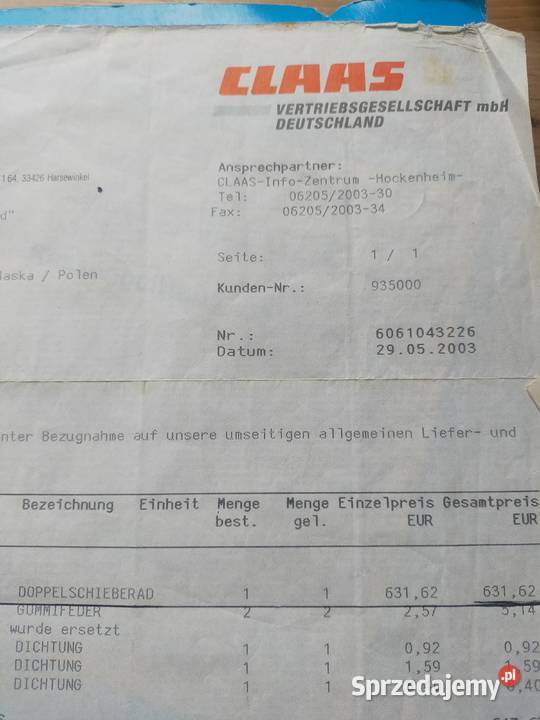 CLAAS
VERTRIEBSGESELLSCHAFT mbH
DEUTSCHLAND
Ansprechpartner:
164, 33426 Harsewinkel
CLAAS-Info-Zentrum -Hockenheim-
Tel: 06205/2003-30
d"
Fax: 06205/2003-34
Seite: 1 / 1
laska / Polen
Kunden-Nr.: 935000
Nr.: 6061043226
Datum: 29.05.2003
nter Bezugnahme auf unsere umseitigen allgemeinen Liefer- und
Bezeichnung Einheit Menge Menge Einzelpreis Gesamtpreis
best. gel. EUR EUR
DOPPELSCHIEBERAD 1 1 631,62 631,62
GUMMIFEDER 2 2 2,57 5,14
wurde ersetzt
DICHTUNG 1 1 0,92 0,92
DICHTUNG 1 1 1,59 1,59
DICHTUNG 1 1 ,40
Sprzedajemy.pl